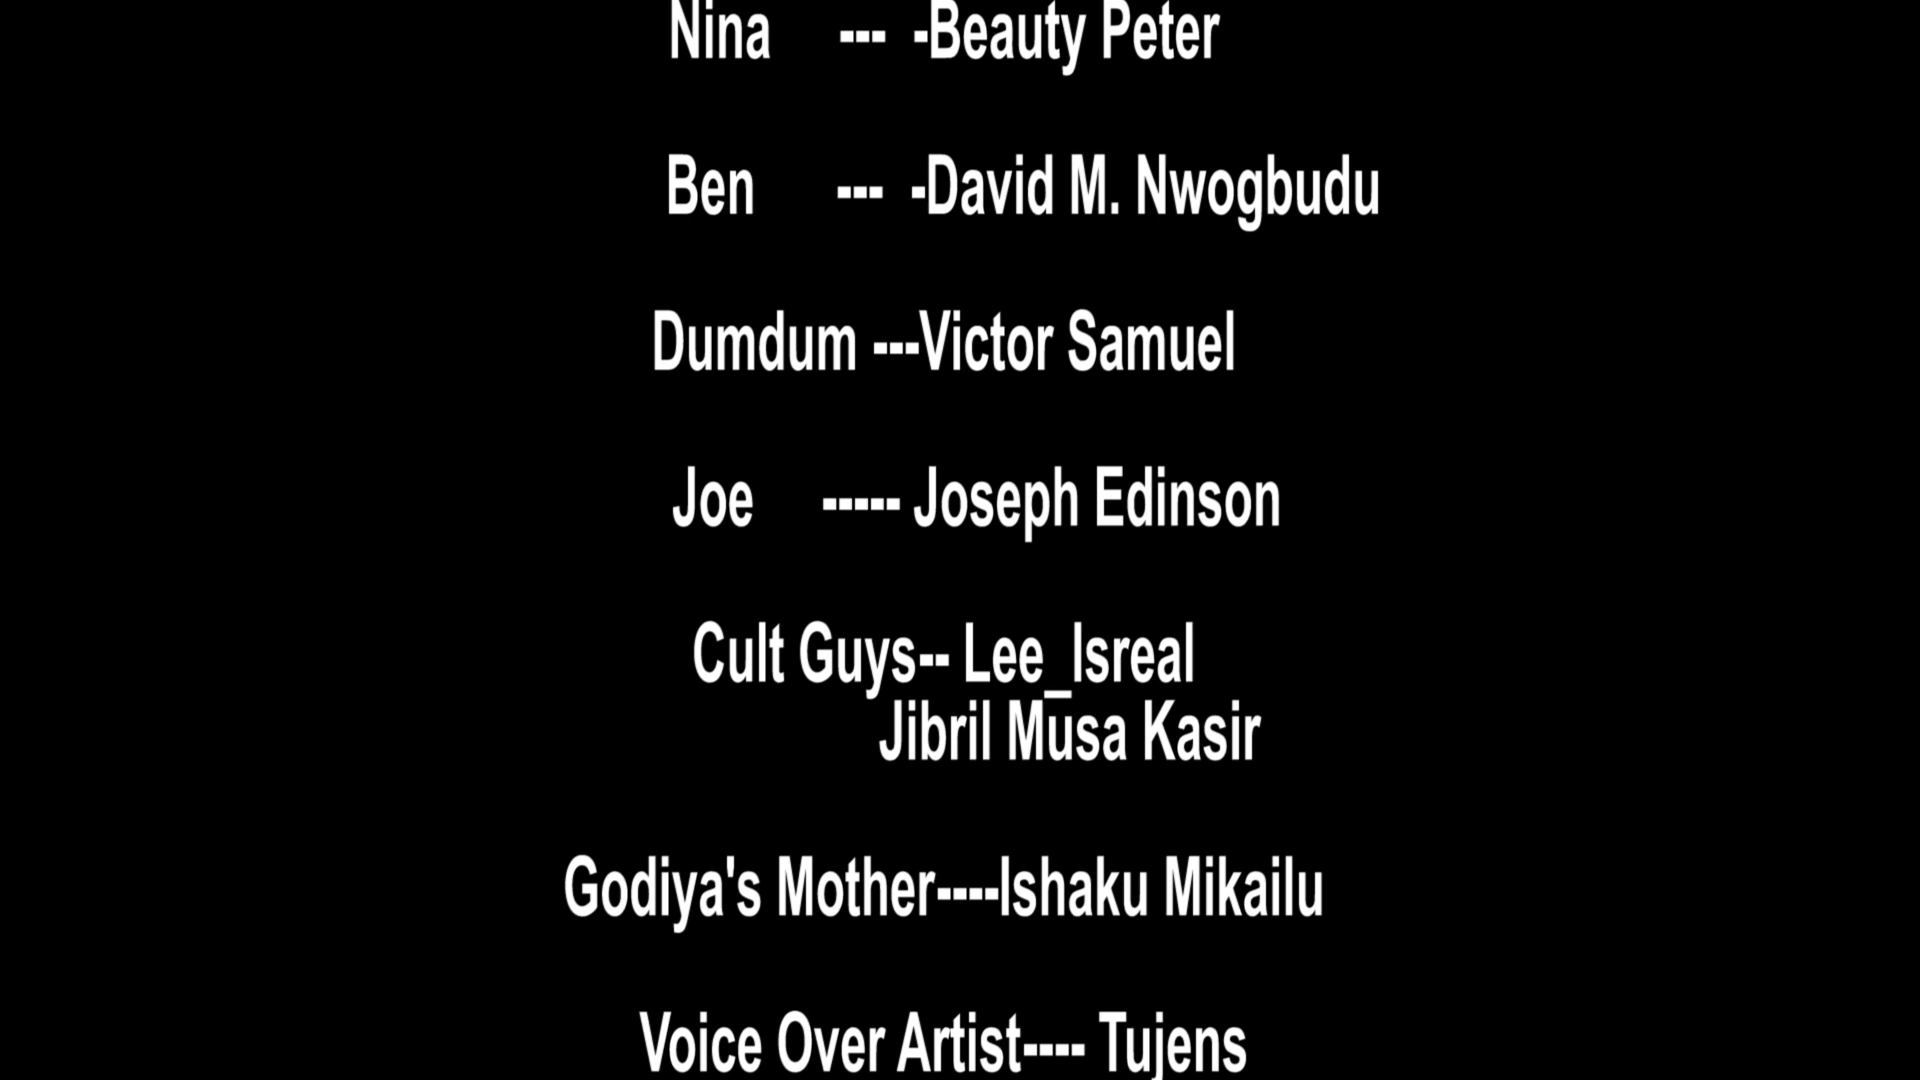 Nina --- -Beauty Peter
Ben --- -David M. Nwogbudu
Dumdum ---Victor Samuel
Joe ----- Joseph Edinson
Cult Guys-- Lee_Isreal
Jibril Musa Kasir
Godiya's Mother----Ishaku Mikailu
Voice Over Artist---- Tujens